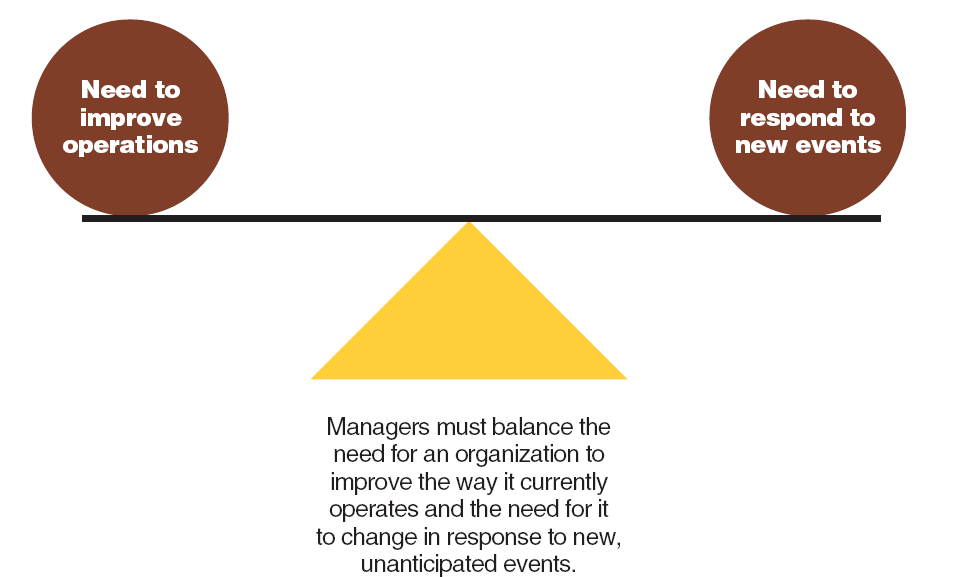 Need to
improve
operations
Need to
respond to
new events
Managers must balance the
need for an organization to
improve the way it currently
operates and the need for it
to change in response to new,
unanticipated events.